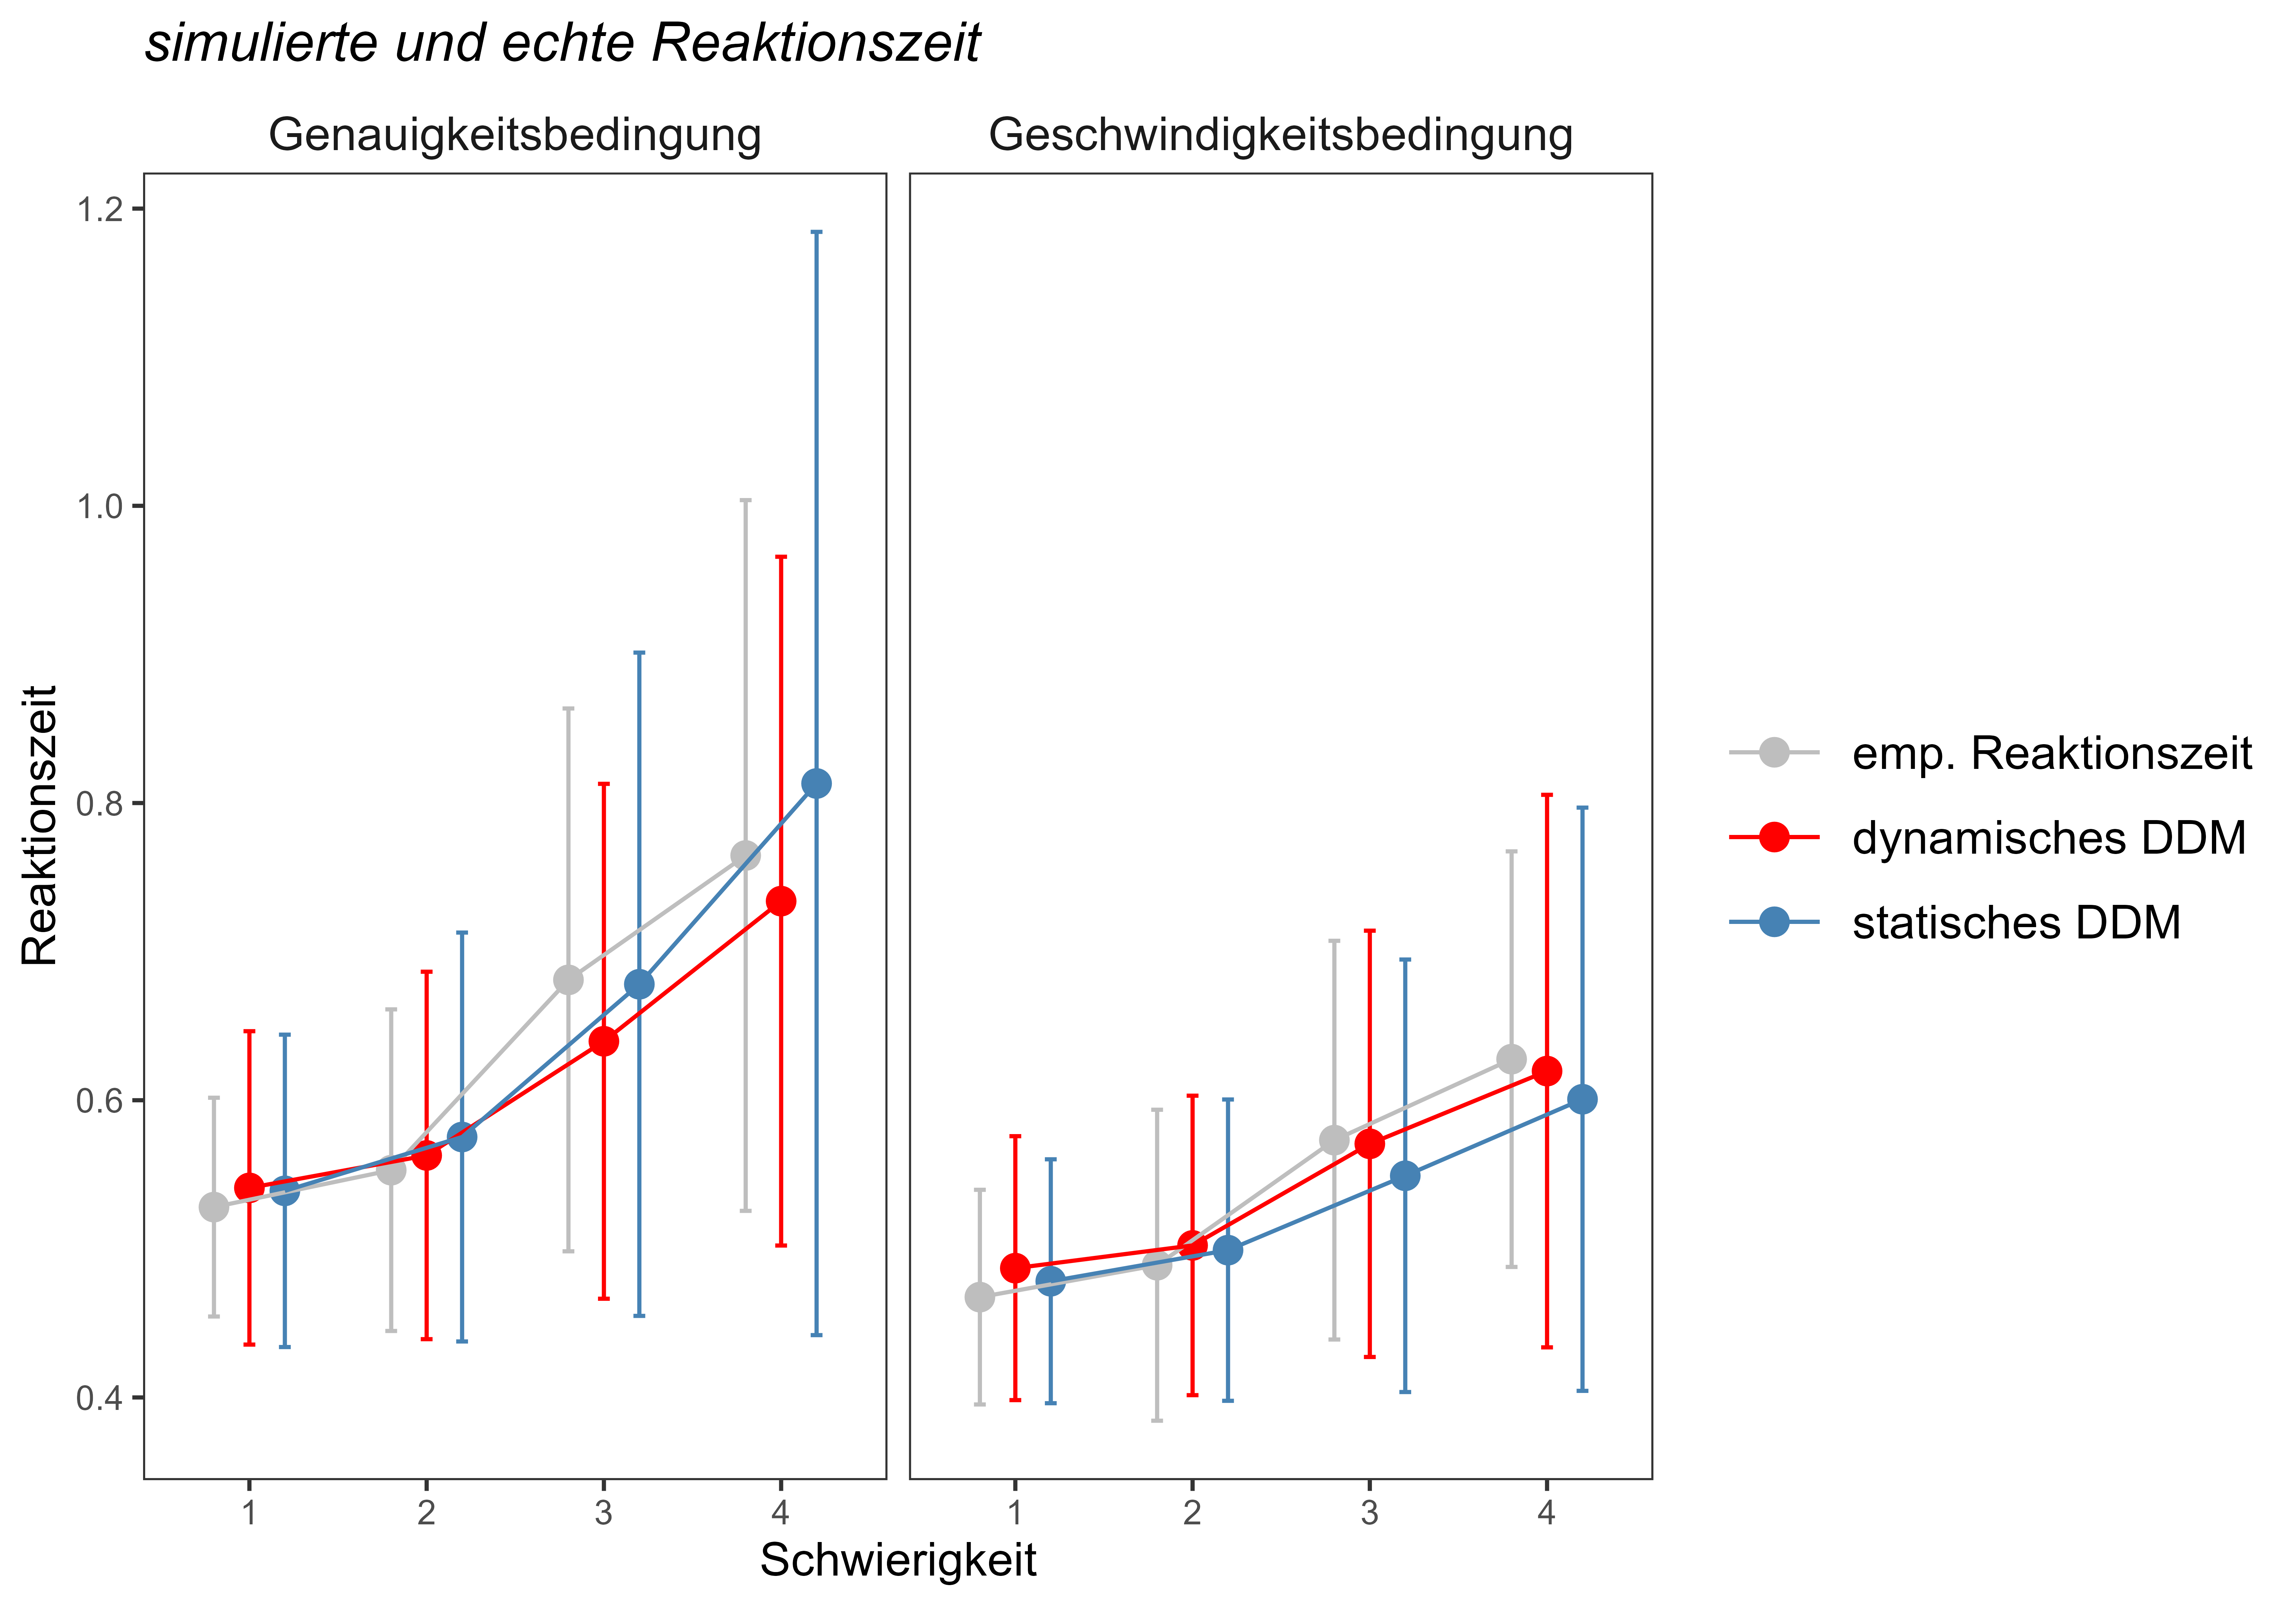 simulierte und echte Reaktionszeit
Genauigkeitsbedingung
Geschwindigkeitsbedingung
1.2
1.0
0.8
0.6
0.4
Reaktionszeit
1 2 3 4
1 2 3 4
Schwierigkeit
emp. Reaktionszeit
dynamisches DDM
statisches DDM